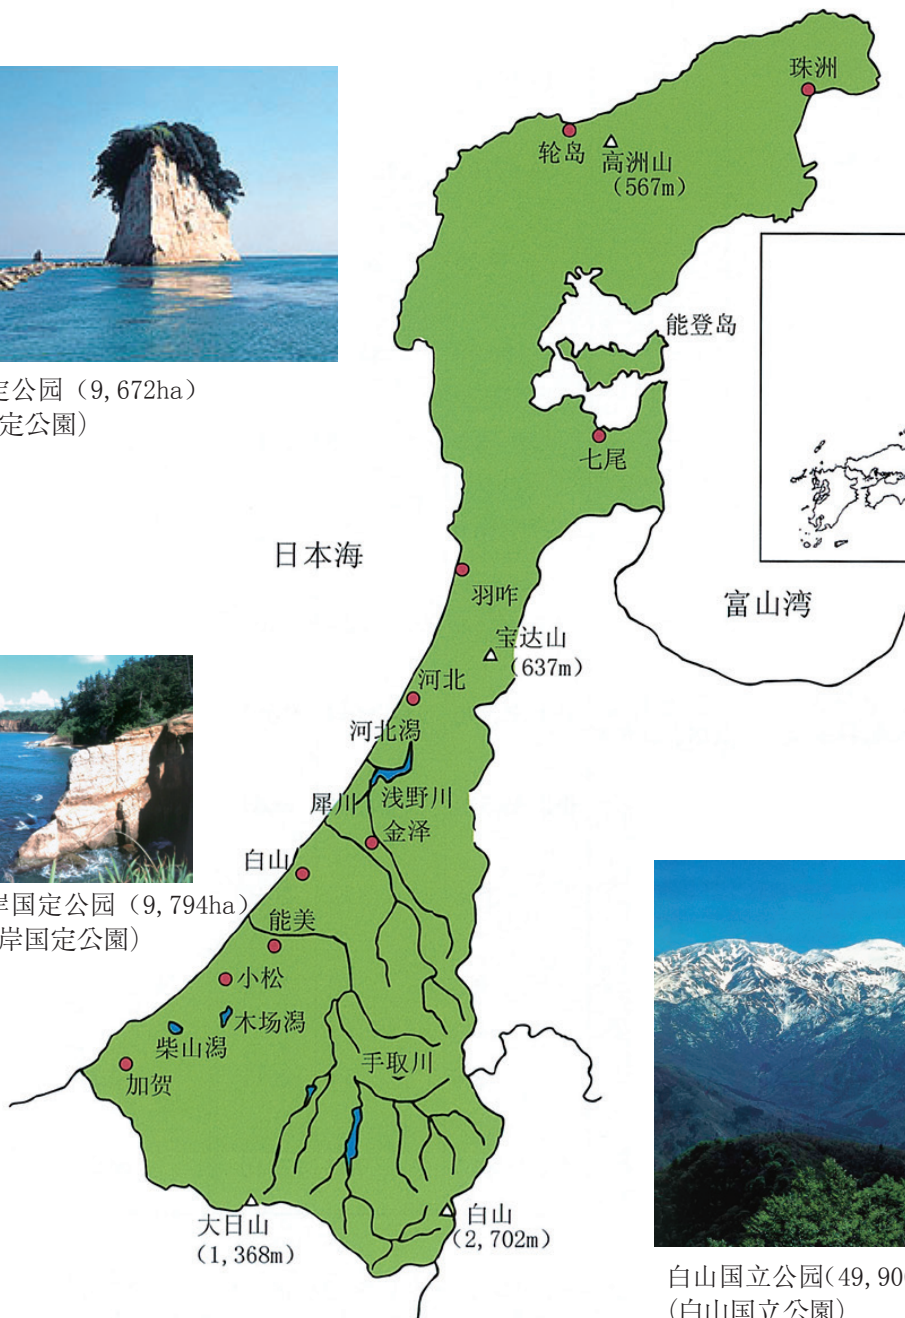 珠洲
轮岛
高洲山
（567m）
能登岛
定公园（9,672ha）
定公園）
七尾
日本海
羽咋
富山湾
宝达山
（637m）
河北
河北潟
犀川
浅野川
金泽
白山
岸国定公园（9,794ha）
岸国定公園）
能美
小松
木场潟
柴山潟
手取川
加贺
大日山
（1,368m）
白山
（2,702m）
白山国立公园（49,90
（白山国立公園）